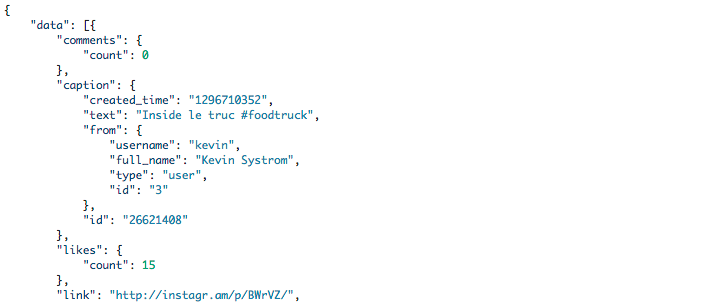 {
"data": [{
"comments": {
"count": 0
},
"caption": {
"created_time": "1296710352",
"text": "Inside le truc #foodtruck",
"from": {
"username": "kevin",
"full_name": "Kevin Systrom",
"type": "user",
"id": "3"
},
"id": "26621408"
},
"likes": {
"count": 15
},
"link": "http://instagr.am/p/BWrVZ/",